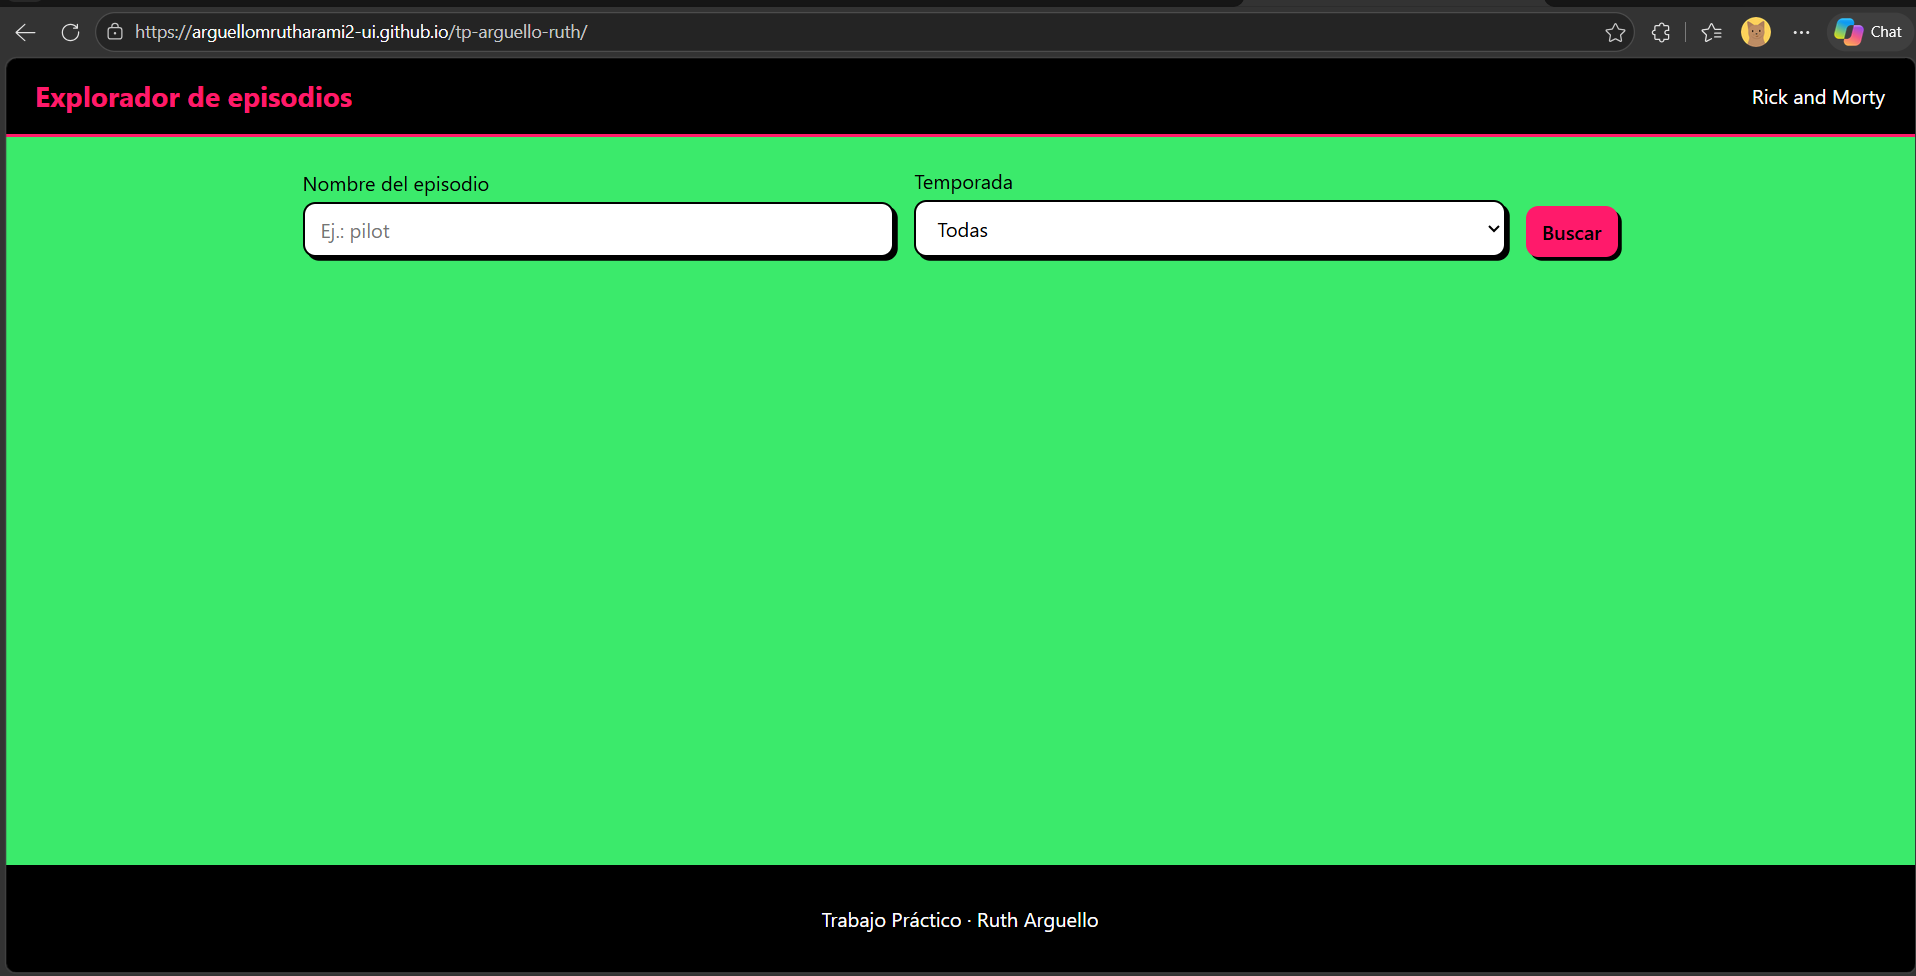 https://arguellomrutharami2-ui.github.io/tp-arguello-ruth/
Chat
Explorador de episodios
Rick and Morty
Nombre del episodio
Temporada
Ej.: pilot
Todas
Buscar
Trabajo Práctico · Ruth Arguello